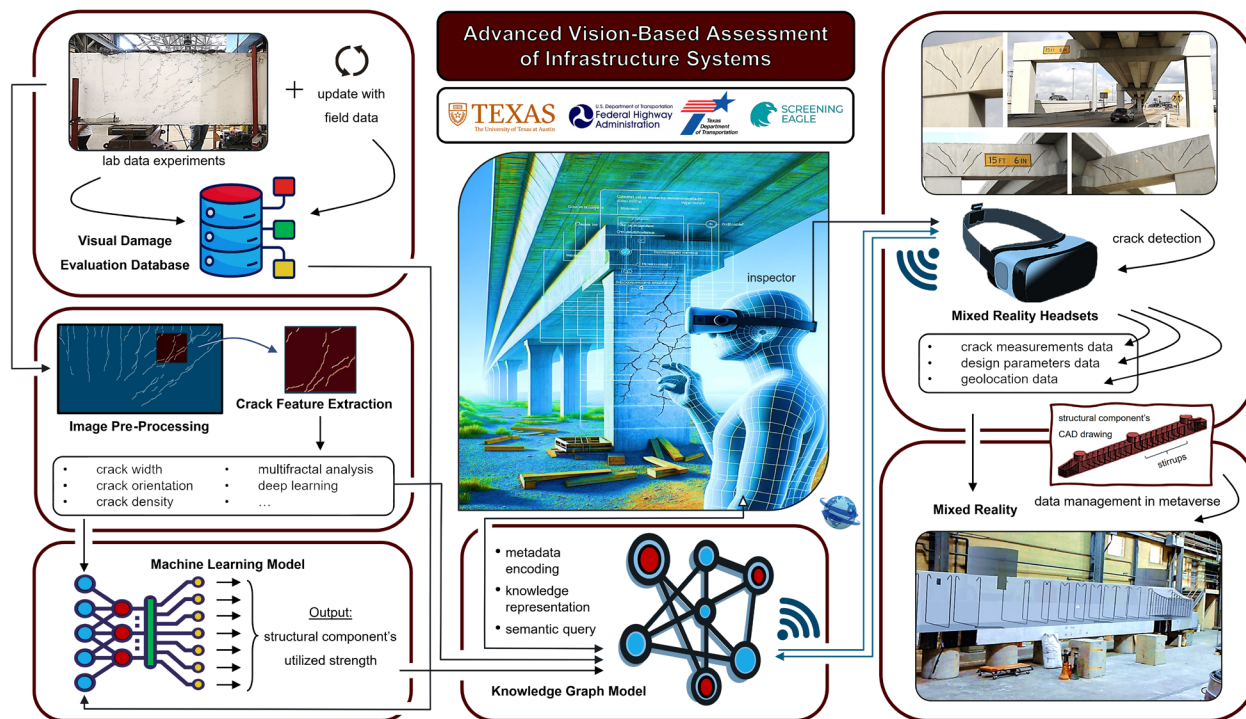 Advanced Vision-Based Assessment
of Infrastructure Systems
TEXAS
The University of Texas at Austin
U.S. Department of Transportation
Federal Highway
Administration
Texas
Department
of Transportation
SCREENING
EAGLE
+
update with
field data
lab data experiments
Visual Damage
Evaluation Database
Crack Feature Extraction
Image Pre-Processing
• crack width
• crack orientation
• crack density
• multifractal analysis
• deep learning
• …
Machine Learning Model
Output:
structural component's
utilized strength
inspector
• metadata
encoding
• knowledge
representation
• semantic query
Knowledge Graph Model
15 FT 6 IN
15 FT 6 IN
crack detection
Mixed Reality Headsets
• crack measurements data
• design parameters data
• geolocation data
structural component's
CAD drawing
stirrups
data management in metaverse
Mixed Reality